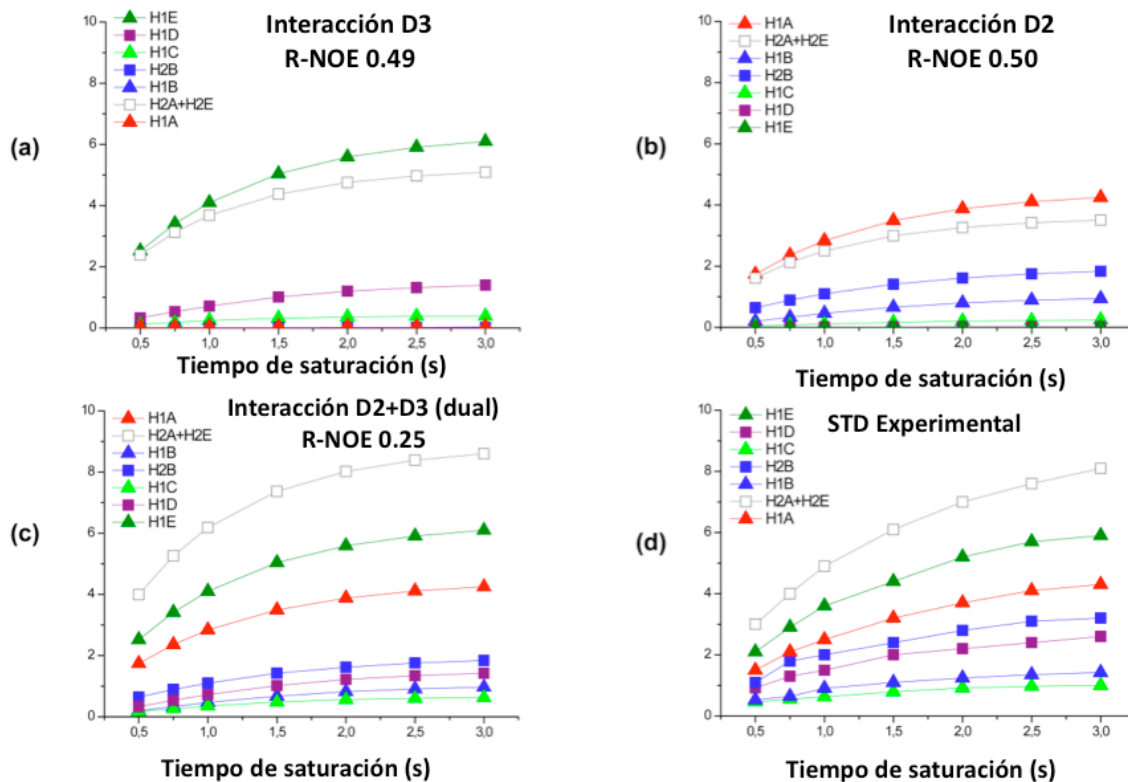 Interacción D3
R-NOE 0.49
(a)
10
8
6
4
2
0
H1E
H1D
H1C
H2B
H1B
H2A+H2E
H1A
0,5 1,0 1,5 2,0 2,5 3,0
Tiempo de saturación (s)
Interacción D2
R-NOE 0.50
(b)
10
8
6
4
2
0
H1A
H2A+H2E
H1B
H2B
H1C
H1D
H1E
0,5 1,0 1,5 2,0 2,5 3,0
Tiempo de saturación (s)
Interacción D2+D3 (dual)
R-NOE 0.25
(c)
10
8
6
4
2
0
H1A
H2A+H2E
H1B
H2B
H1C
H1D
H1E
0,5 1,0 1,5 2,0 2,5 3,0
Tiempo de saturación (s)
STD Experimental
(d)
10
8
6
4
2
0
H1E
H1D
H1C
H2B
H1B
H2A+H2E
H1A
0,5 1,0 1,5 2,0 2,5 3,0
Tiempo de saturación (s)